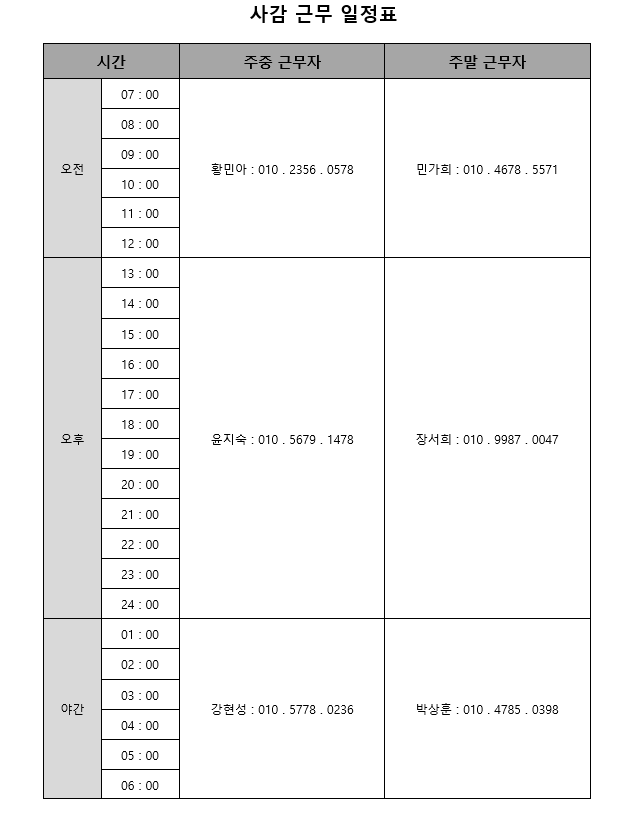 사감 근무 일정표
시간 주중 근무자 주말 근무자
오전
07 : 00
08 : 00
09 : 00
10 : 00
11 : 00
12 : 00
황민아 : 010 . 2356 . 0578
민가희 : 010 . 4678 . 5571
오후
13 : 00
14 : 00
15 : 00
16 : 00
17 : 00
18 : 00
19 : 00
20 : 00
21 : 00
22 : 00
23 : 00
24 : 00
윤지숙 : 010 . 5679 . 1478
장서희 : 010 . 9987 . 0047
야간
01 : 00
02 : 00
03 : 00
04 : 00
05 : 00
06 : 00
강현성 : 010 . 5778 . 0236
박상훈 : 010 . 4785 . 0398